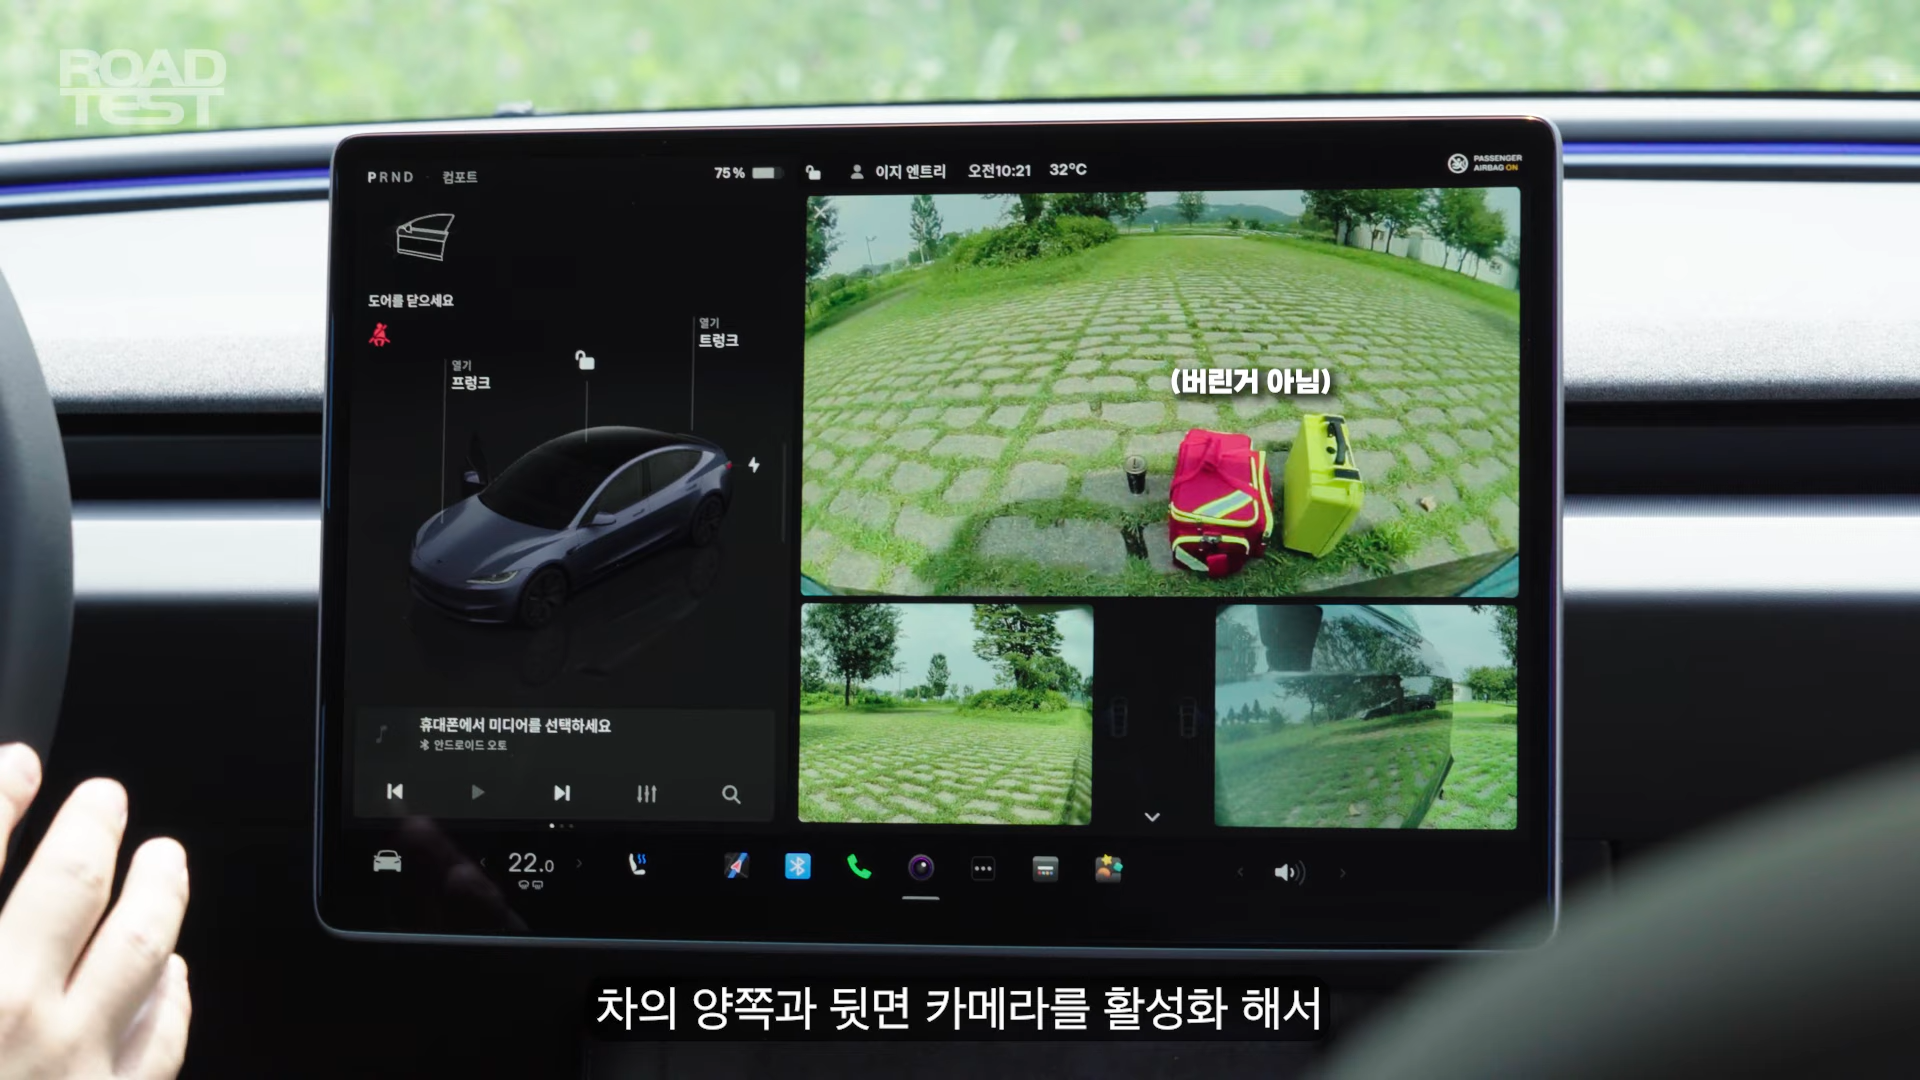 ROAD
TEST
PRND
컴포트
75%
이지 엔트리
오전10:21
32°C
PASSENGER
AIRBAG ON
도어를 닫으세요
열기
트렁크
열기
프렁크
(버린거 아님)
휴대폰에서 미디어를 선택하세요
안드로이드 오토
22.0
차의 양쪽과 뒷면 카메라를 활성화 해서